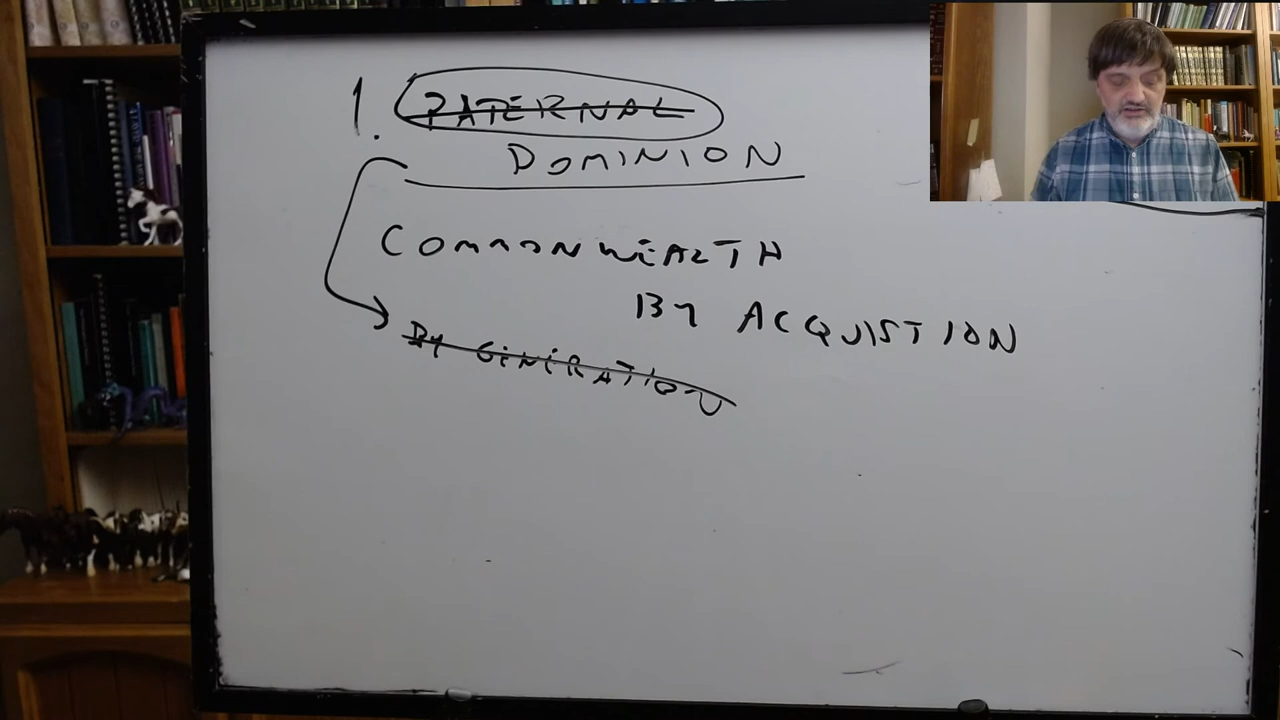 1. PATERNAL
DOMINION
COMMONWEALTH
BY ACQUISTION
BY GENERATION